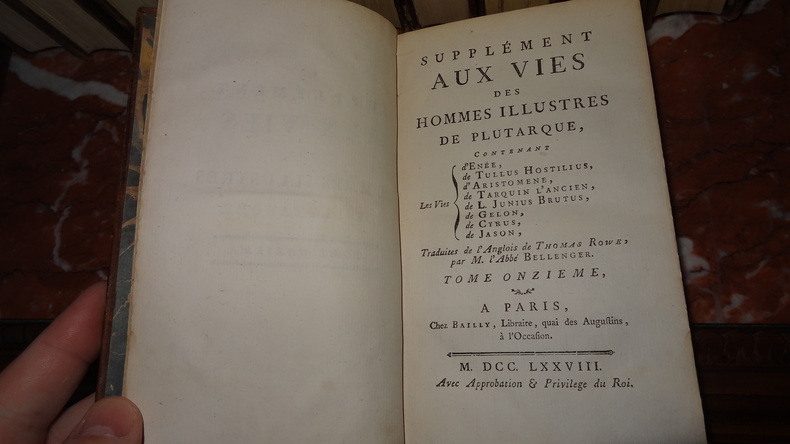 SUPPLÉMENT
AUX VIES
DES
HOMMES ILLUSTRES
DE PLUTARQUE,
CONTENANT
Les Vies
d'ENÉE,
de TULLUS HOSTILIUS,
d'ARISTOMENE,
de TARQUIN L'ANCIEN,
de L. JUNIUS BRUTUS,
de GELON,
de CYRUS,
de JASON,
Traduites de l'Anglois de THOMAS ROWE,
par M. l'Abbé BELLENGER.
TOME ONZIEME,
A PARIS,
Chez BAILLY, Libraire, quai des Auguſtins,
à l'Occaſion.
M. DCC. LXXVIII.
Avec Approbation & Privilege du Roi.